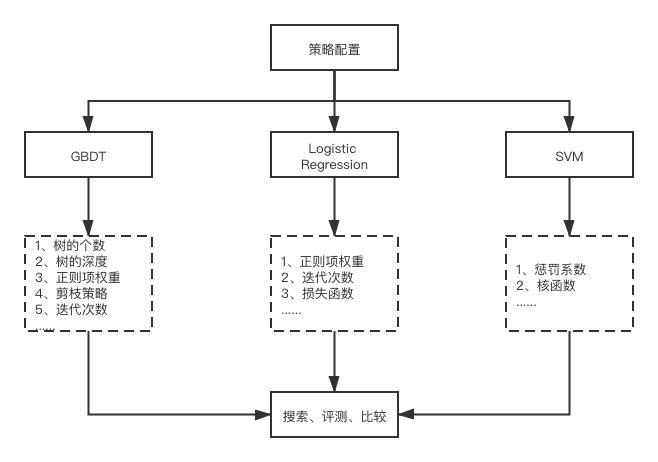 策略配置
GBDT
Logistic
Regression
SVM
1、树的个数
2、树的深度
3、正则项权重
4、剪枝策略
5、迭代次数
......
1、正则项权重
2、迭代次数
3、损失函数
......
1、惩罚系数
2、核函数
......
搜索、评测、比较